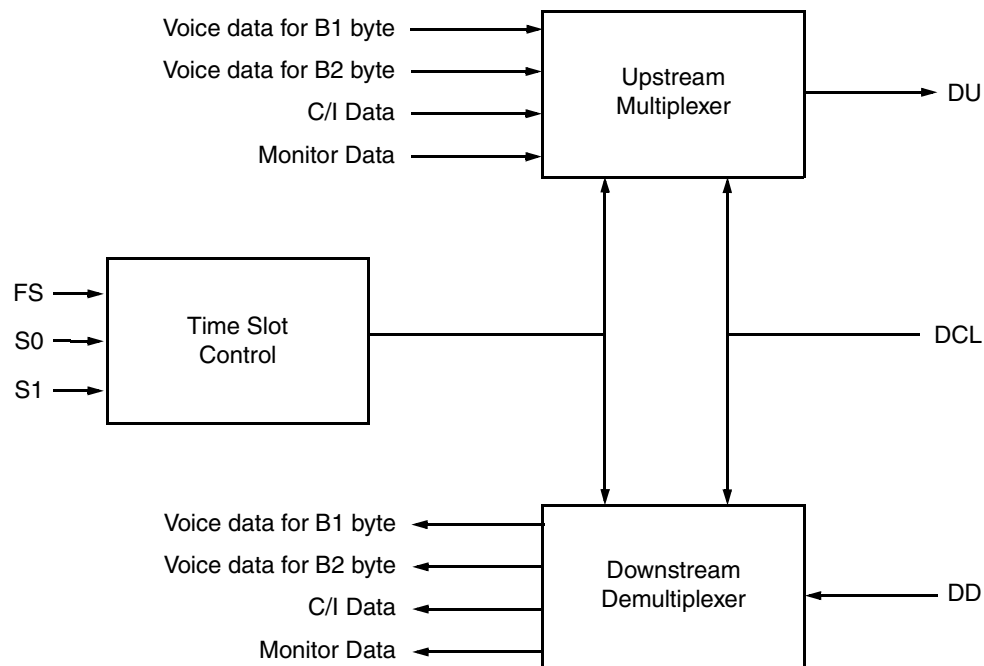 Voice data for B1 byte
Voice data for B2 byte
C/I Data
Monitor Data
Upstream
Multiplexer
DU
FS
S0
S1
Time Slot
Control
DCL
Voice data for B1 byte
Voice data for B2 byte
C/I Data
Monitor Data
Downstream
Demultiplexer
DD